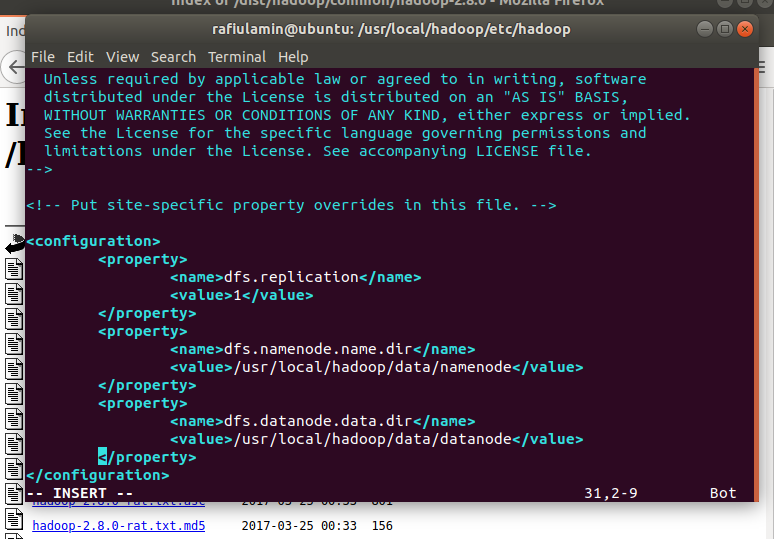 Index of /dist/hadoop/common/hadoop-2.8.0 - Mozilla Firefox
rafiulamin@ubuntu: /usr/local/hadoop/etc/hadoop
File Edit View Search Terminal Help
Unless required by applicable law or agreed to in writing, software
distributed under the License is distributed on an "AS IS" BASIS,
WITHOUT WARRANTIES OR CONDITIONS OF ANY KIND, either express or implied.
See the License for the specific language governing permissions and
limitations under the License. See accompanying LICENSE file.
-->
<!-- Put site-specific property overrides in this file. -->
<configuration>
<property>
<name>dfs.replication</name>
<value>1</value>
</property>
<property>
<name>dfs.namenode.name.dir</name>
<value>/usr/local/hadoop/data/namenode</value>
</property>
<property>
<name>dfs.datanode.data.dir</name>
<value>/usr/local/hadoop/data/datanode</value>
</property>
</configuration>
-- INSERT -- 31,2-9 Bot
hadoop-2.8.0-rat.txt.asc 2017-03-25 00:33 801
hadoop-2.8.0-rat.txt.md5 2017-03-25 00:33 156